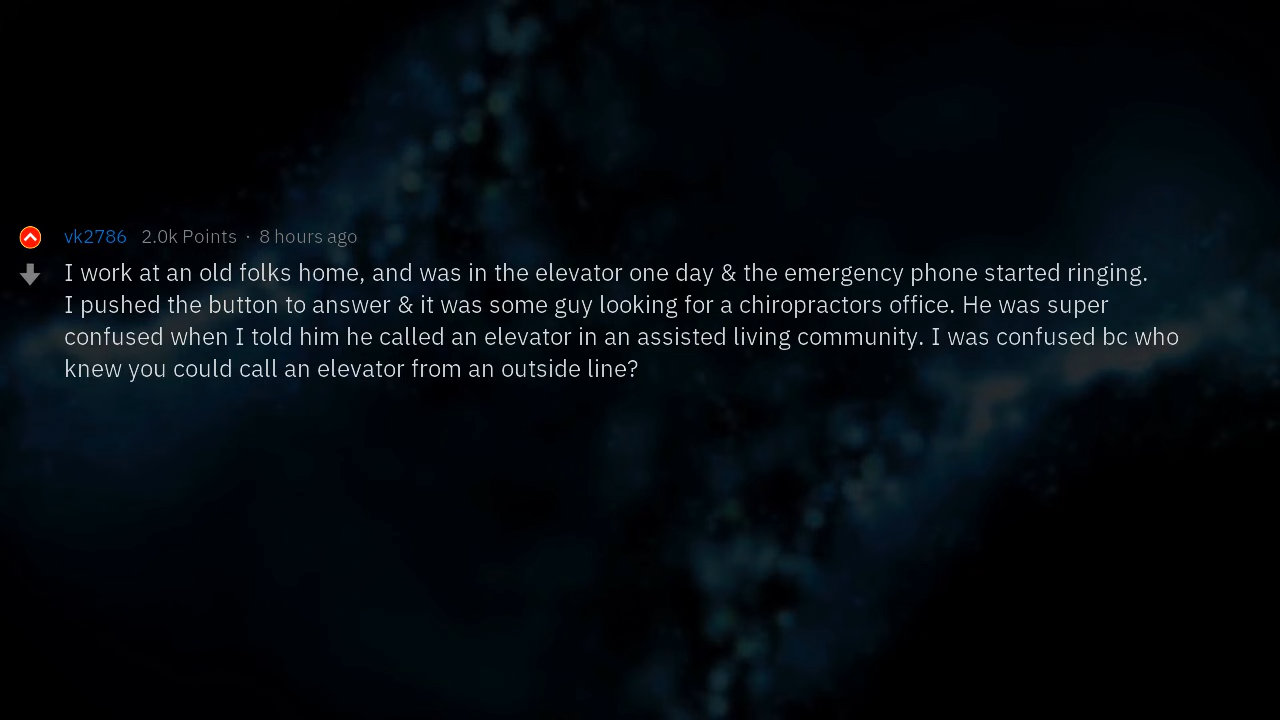 vk2786 2.0k Points · 8 hours ago
I work at an old folks home, and was in the elevator one day & the emergency phone started ringing.
I pushed the button to answer & it was some guy looking for a chiropractors office. He was super
confused when I told him he called an elevator in an assisted living community. I was confused bc who
knew you could call an elevator from an outside line?